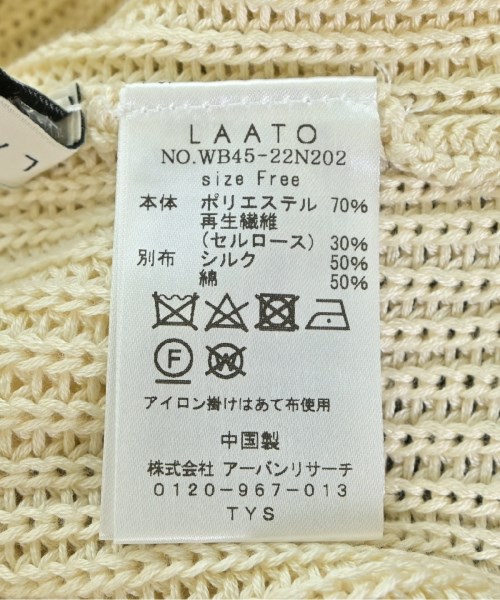 LAATO
NO.WB45-22N202
size Free
本体 ポリエステル 70%
再生繊維
(セルロース) 30%
別布 シルク 50%
綿 50%
F W
アイロン掛けはあて布使用
中国製
株式会社 アーバンリサーチ
0120-967-013
TYS